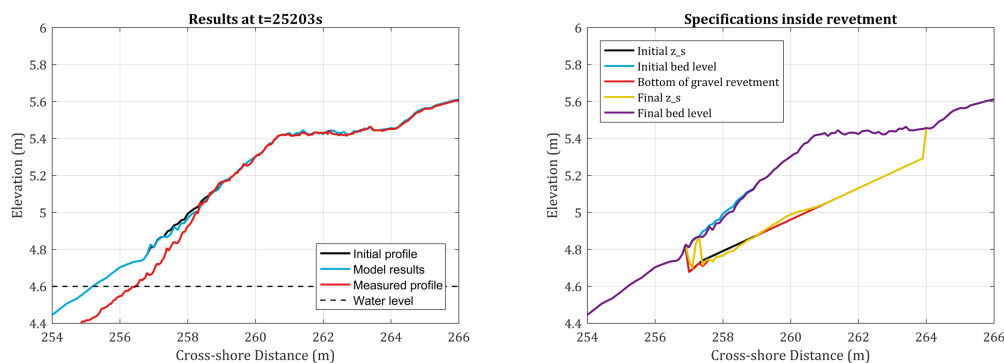 Results at t=25203s
6
5.8
5.6
5.4
5.2
5
4.8
4.6
4.4
Elevation (m)
Initial profile
Model results
Measured profile
Water level
254 256 258 260 262 264 266
Cross-shore Distance (m)
Specifications inside revetment
6
5.8
5.6
5.4
5.2
5
4.8
4.6
4.4
Elevation (m)
Initial z_s
Initial bed level
Bottom of gravel revetment
Final z_s
Final bed level
254 256 258 260 262 264 266
Cross-shore Distance (m)